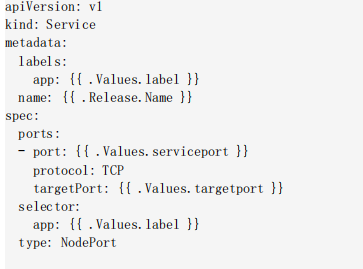 apiVersion: v1
kind: Service
metadata:
  labels:
    app: {{ .Values.label }}
  name: {{ .Release.Name }}
spec:
  ports:
  - port: {{ .Values.serviceport }}
    protocol: TCP
    targetPort: {{ .Values.targetport }}
  selector:
    app: {{ .Values.label }}
  type: NodePort